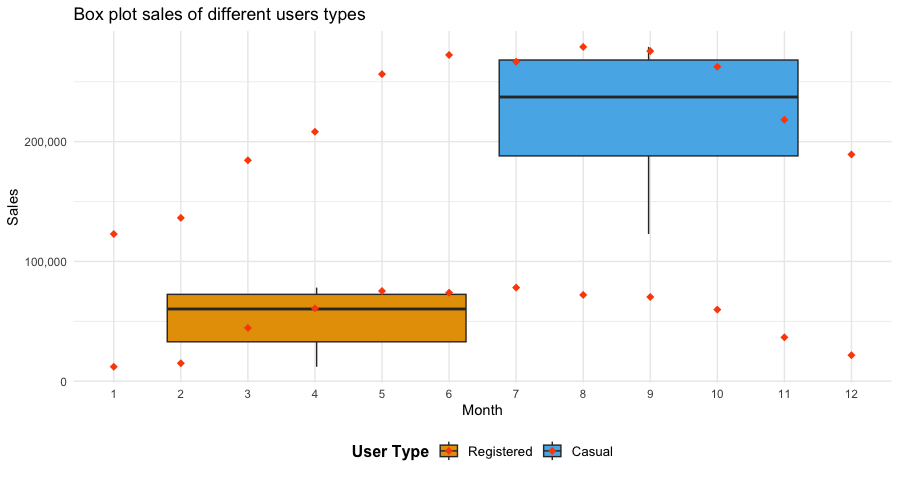 Box plot sales of different users types
Sales
200,000
100,000
0
1 2 3 4 5 6 7 8 9 10 11 12
Month
User Type Registered Casual